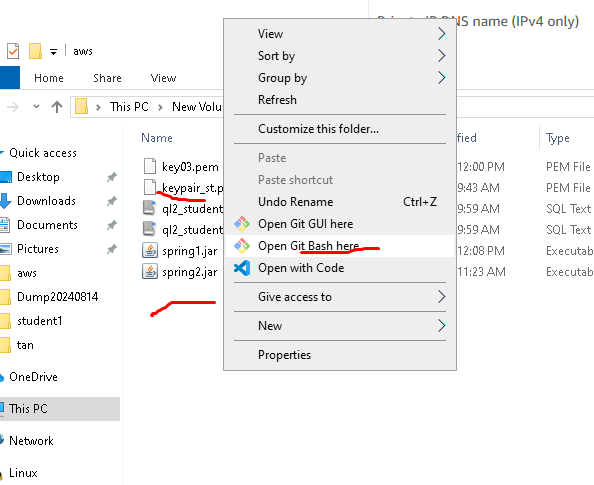 DNS name (IPv4 only)
aws
Home Share View
This PC New Volu
Name Type
key03.pem 12:00 PM PEM File
keypair_st.p 9:43 AM PEM File
ql2_student 9:59 AM SQL Text
ql2_student 9:59 AM SQL Text
spring1.jar 12:08 PM Executab
spring2.jar 11:23 AM Executab
Quick access
Desktop
Downloads
Documents
Pictures
aws
Dump20240814
student1
tan
OneDrive
This PC
Network
Linux
View
Sort by
Group by
Refresh
Customize this folder...
Paste
Paste shortcut
Undo Rename Ctrl+Z
Open Git GUI here
Open Git Bash here
Open with Code
Give access to
New
Properties